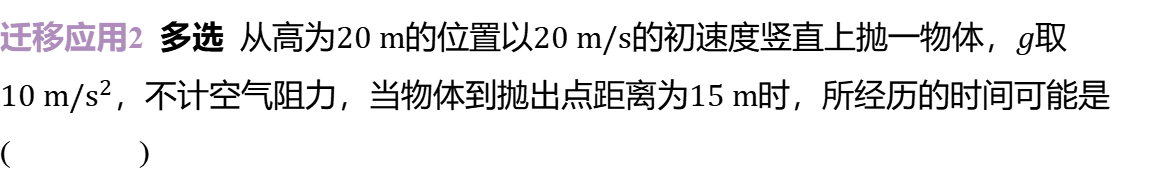 迁移应用2 多选 从高为20 m的位置以20 m/s的初速度竖直上抛一物体，g取
10 m/s²，不计空气阻力，当物体到抛出点距离为15 m时，所经历的时间可能是
(          )